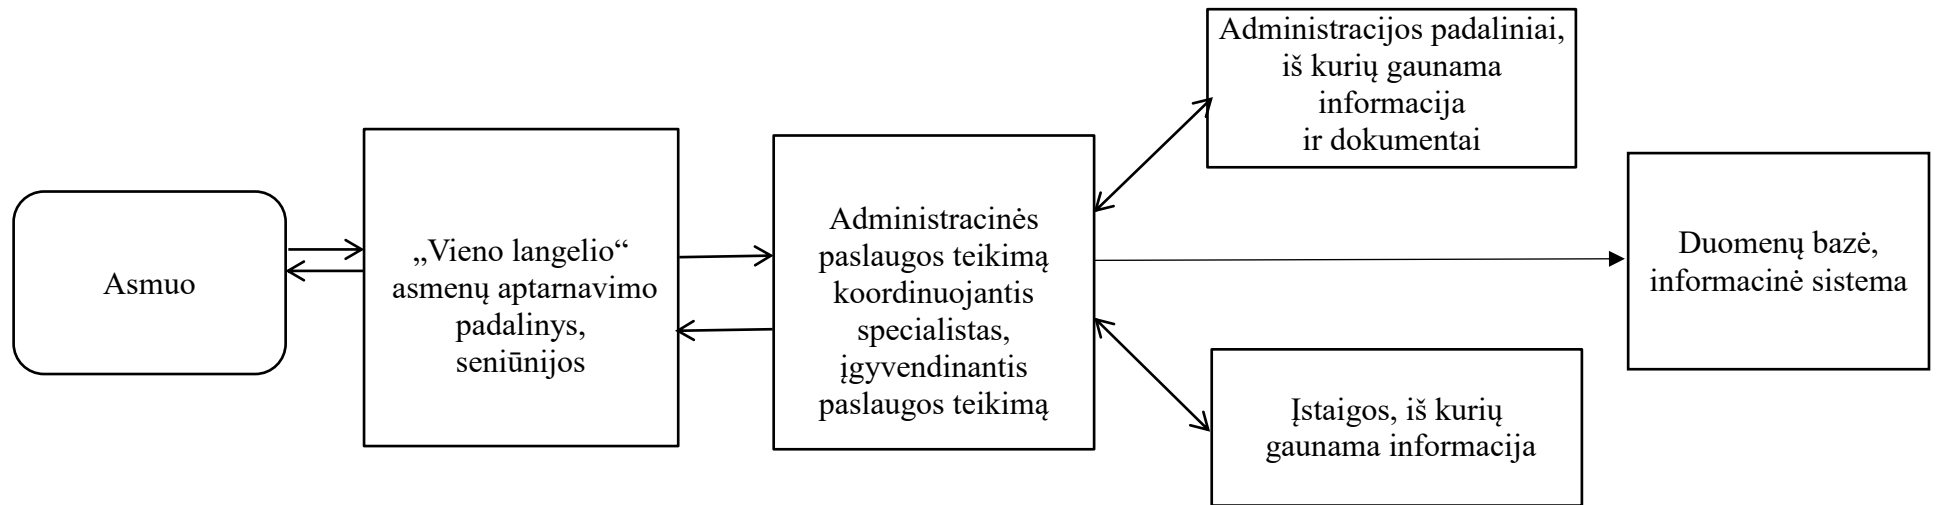 Asmuo
„Vieno langelio“
asmenų aptarnavimo
padalinys,
seniūnijos
Administracinės
paslaugos teikimą
koordinuojantis
specialistas,
įgyvendinantis
paslaugos teikimą
Administracijos padaliniai,
iš kurių gaunama
informacija
ir dokumentai
Įstaigos, iš kurių
gaunama informacija
Duomenų bazė,
informacinė sistema